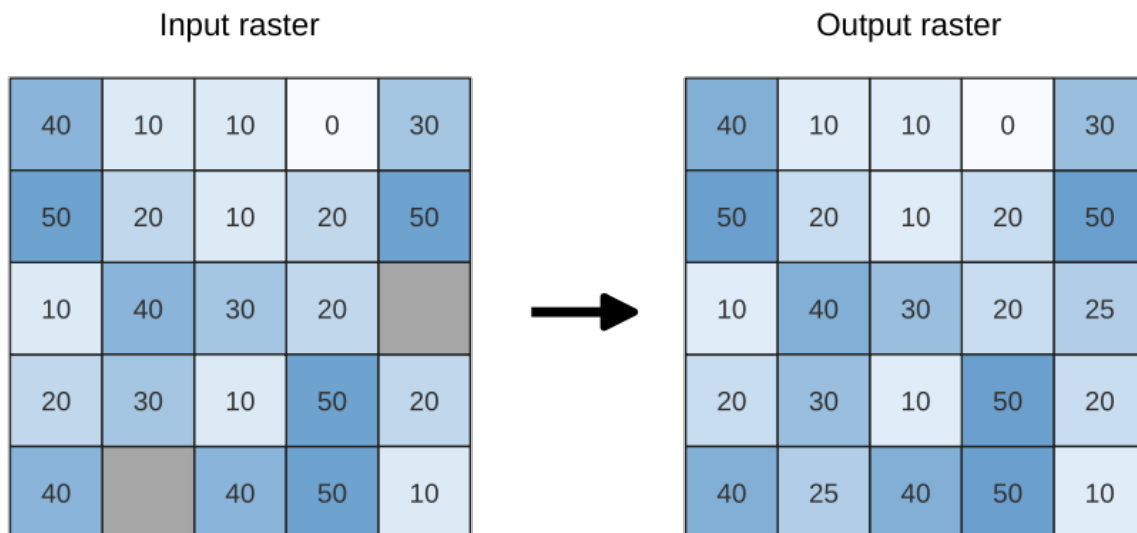 Input raster Output raster
40 10 10 0 30 40 10 10 0 30
50 20 10 20 50 50 20 10 20 50
10 40 30 20 10 40 30 20 25
20 30 10 50 20 20 30 10 50 20
40 40 50 10 40 25 40 50 10